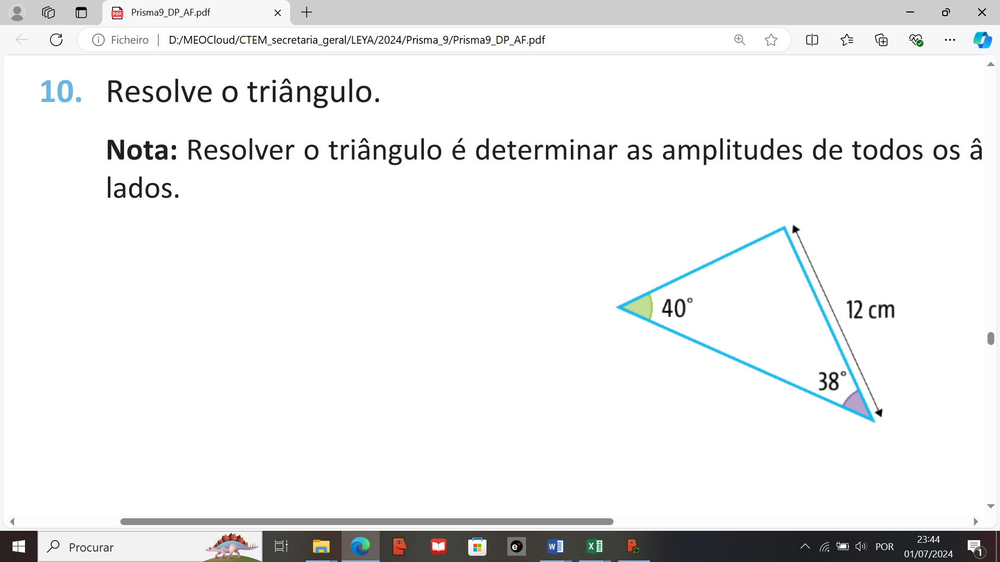 Prisma9_DP_AF.pdf
Ficheiro
D:/MEOCloud/CTEM_secretaria_geral/LEYA/2024/Prisma_9/Prisma9_DP_AF.pdf
10. Resolve o triângulo.
Nota: Resolver o triângulo é determinar as amplitudes de todos os â
lados.
40°
12 cm
38°
Procurar
POR
23:44
01/07/2024
1